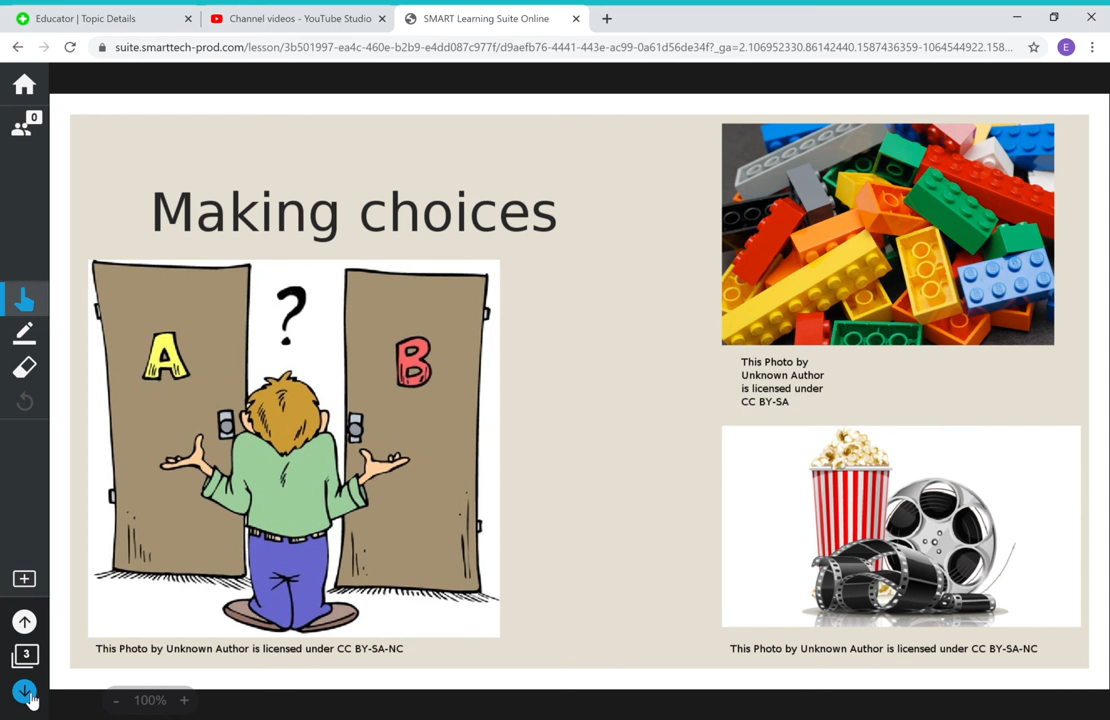 Educator | Topic Details
Channel videos - YouTube Studio
SMART Learning Suite Online
suite.smarttech-prod.com/lesson/3b501997-ea4c-460e-b2b9-e4dd087c977f/d9aefb76-4441-443e-ac99-0a61d56de34f?_ga=2.106952330.86142440.1587436359-1064544922.158...
E
0
Making choices
A
?
B
This Photo by
Unknown Author
is licensed under
CC BY-SA
This Photo by Unknown Author is licensed under CC BY-SA-NC
This Photo by Unknown Author is licensed under CC BY-SA-NC
3
- 100% +